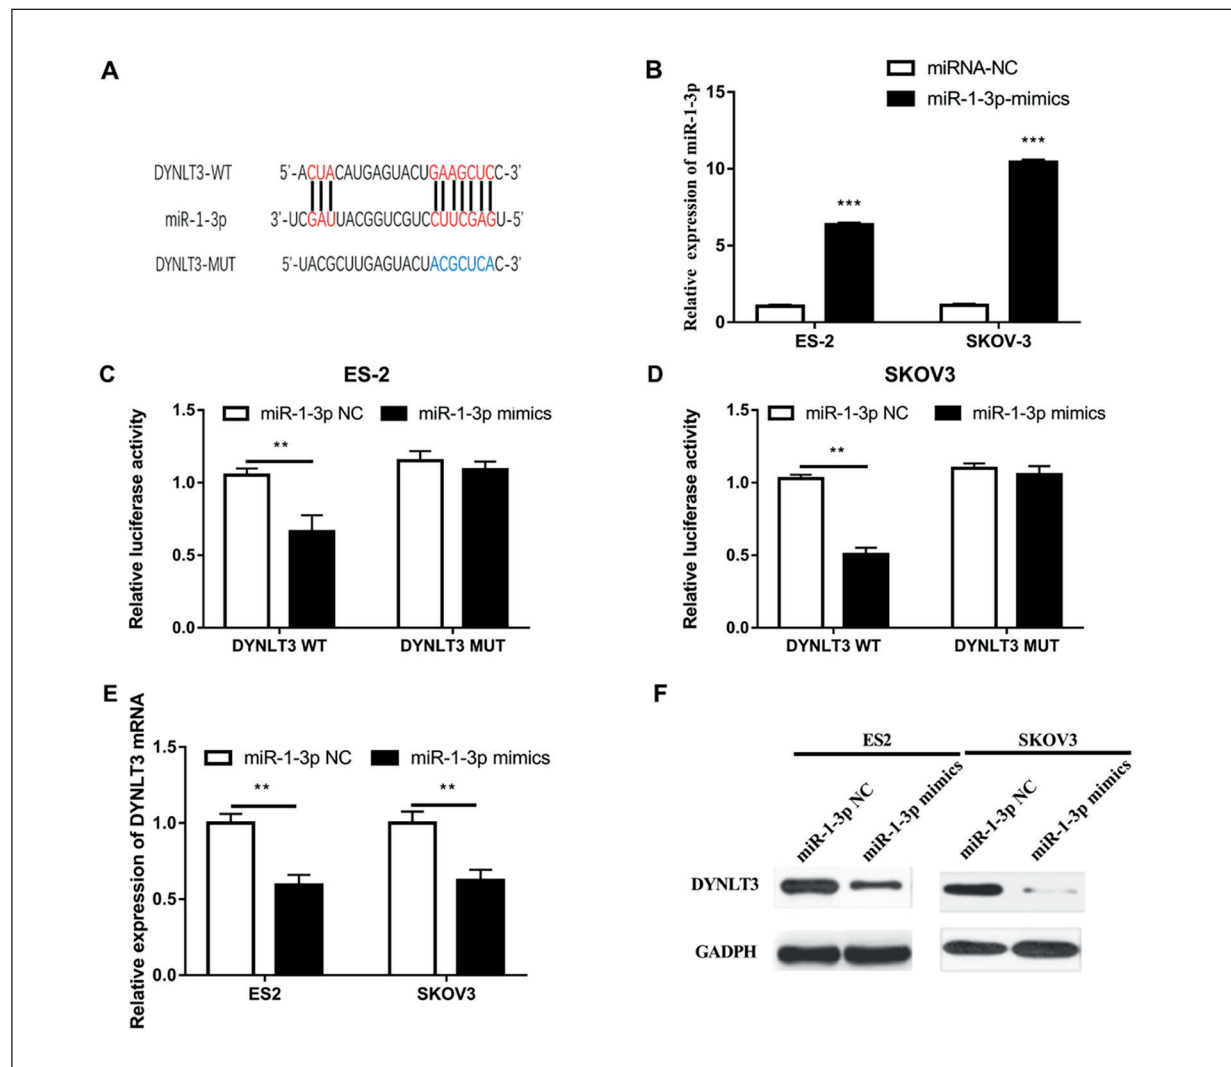 A
DYNLT3-WT 5'-ACUACAUGAGUACUGAAGCUCC-3'
miR-1-3p 3'-UCGAUUACGGUCGUCCUUCGAGU-5'
DYNLT3-MUT 5'-UACGCUUGAGUACUACGCUCAC-3'
B
miRNA-NC
miR-1-3p-mimics
Relative expression of miR-1-3p
15
10
5
0
***
***
ES-2 SKOV-3
C
ES-2
miR-1-3p NC miR-1-3p mimics
Relative luciferase activity
1.5
1.0
0.5
0.0
**
DYNLT3 WT DYNLT3 MUT
D
SKOV3
miR-1-3p NC miR-1-3p mimics
Relative luciferase activity
1.5
1.0
0.5
0.0
**
DYNLT3 WT DYNLT3 MUT
E
miR-1-3p NC miR-1-3p mimics
Relative expression of DYNLT3 mRNA
1.5
1.0
0.5
0.0
** **
ES2 SKOV3
F
ES2 SKOV3
miR-1-3p NC
miR-1-3p mimics
miR-1-3p NC
miR-1-3p mimics
DYNLT3
GADPH